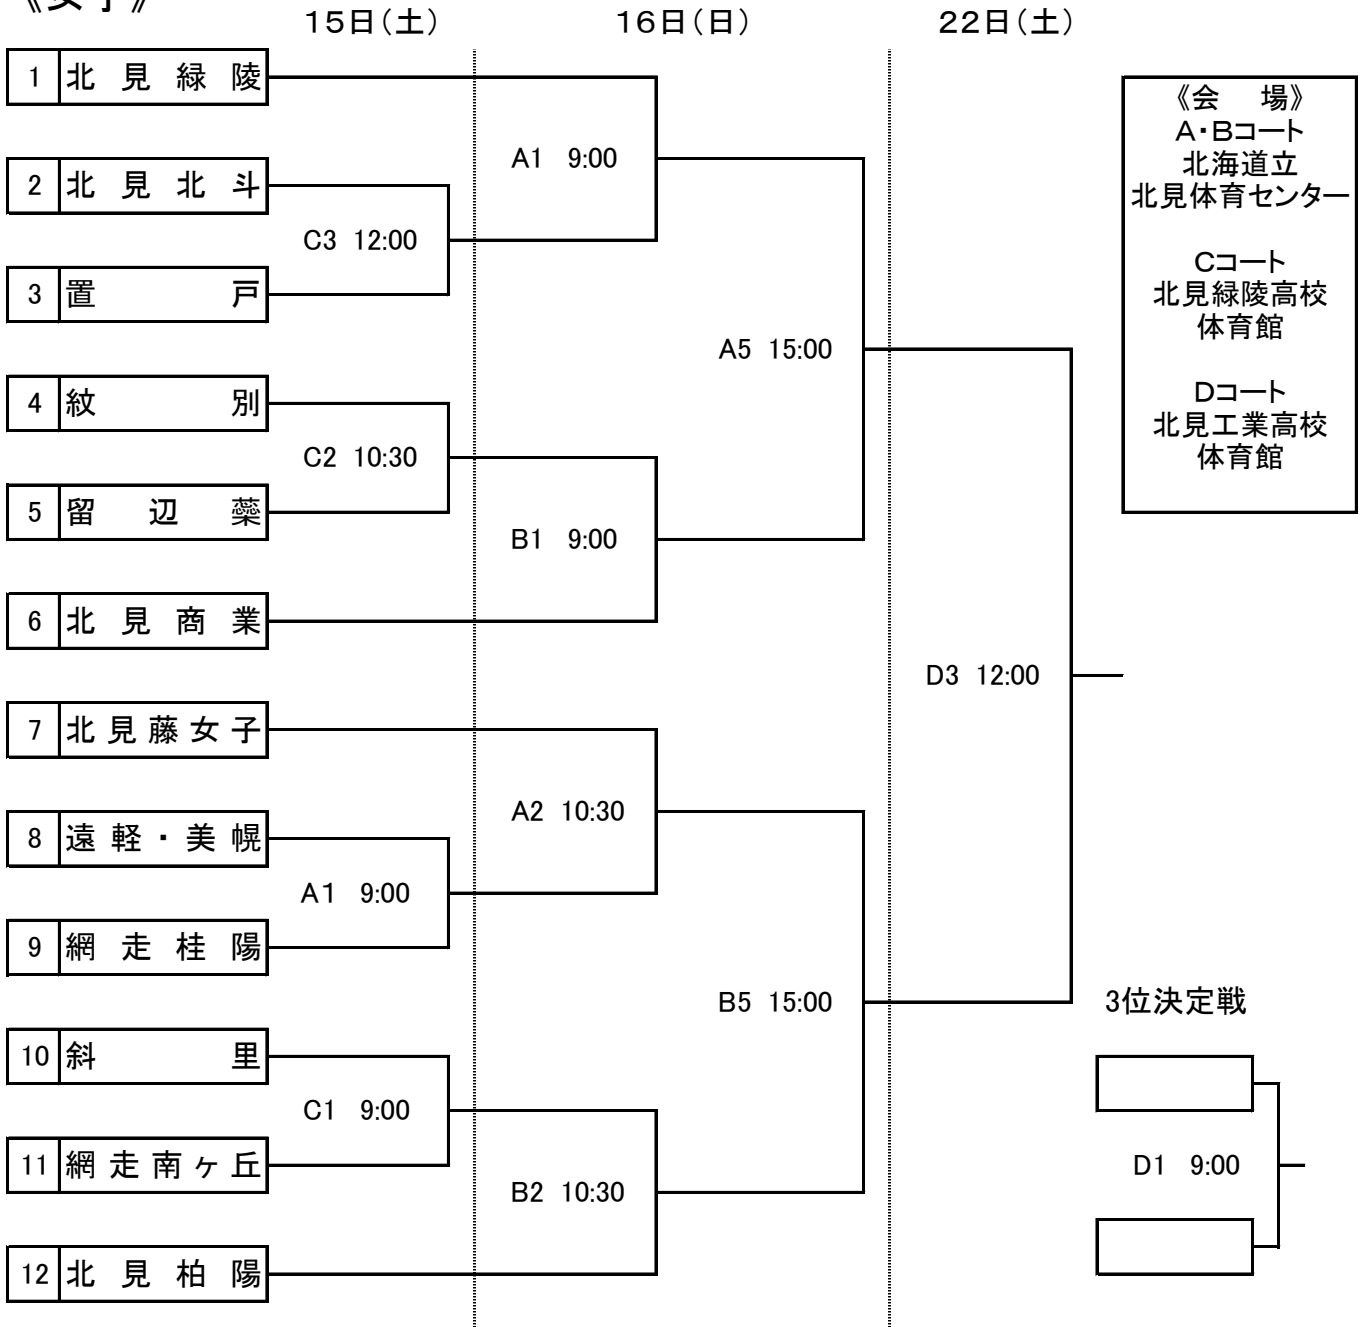 《女子》
15日(土)
16日(日)
22日(土)
1 北見緑陵
2 北見北斗
3 置戸
4 紋別
5 留辺蘂
6 北見商業
7 北見藤女子
8 遠軽・美幌
9 網走桂陽
10 斜里
11 網走南ヶ丘
12 北見柏陽
C3 12:00
C2 10:30
A1 9:00
C1 9:00
A1 9:00
B1 9:00
A2 10:30
B2 10:30
A5 15:00
B5 15:00
D3 12:00
《会 場》
A・Bコート
北海道立
北見体育センター
Cコート
北見緑陵高校
体育館
Dコート
北見工業高校
体育館
3位決定戦
D1 9:00